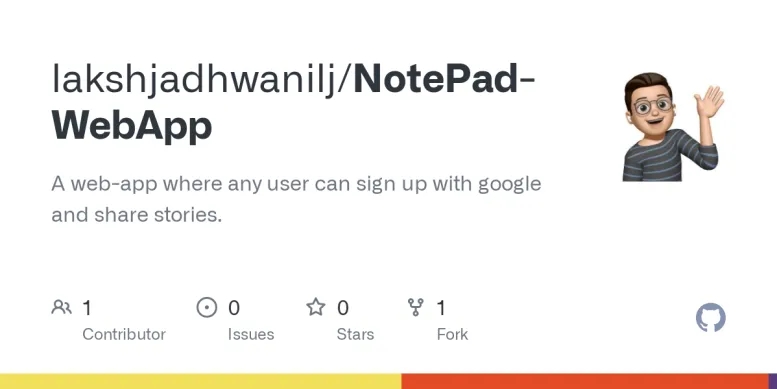 lakshjadhwanilj/NotePad-
WebApp
A web-app where any user can sign up with google
and share stories.
1 0 0 1
Contributor Issues Stars Fork